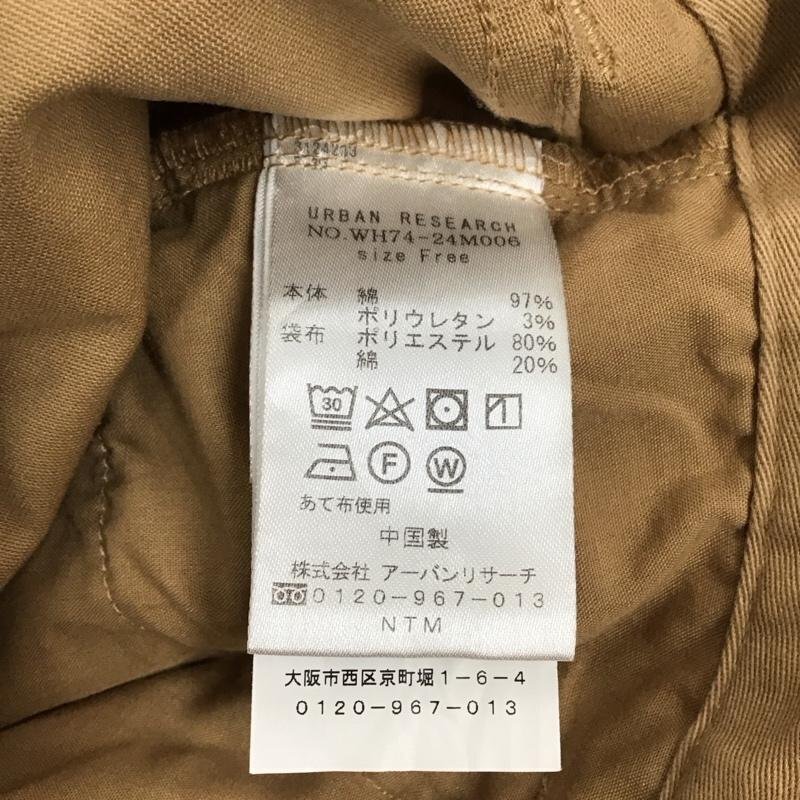 3124213
URBAN RESEARCH
NO.WH74-24M006
size Free
本体 綿 97%
ポリウレタン 3%
袋布 ポリエステル 80%
綿 20%
30
F W
あて布使用
中国製
株式会社 アーバンリサーチ
0120-967-013
NTM
大阪市西区京町堀1-6-4
0120-967-013